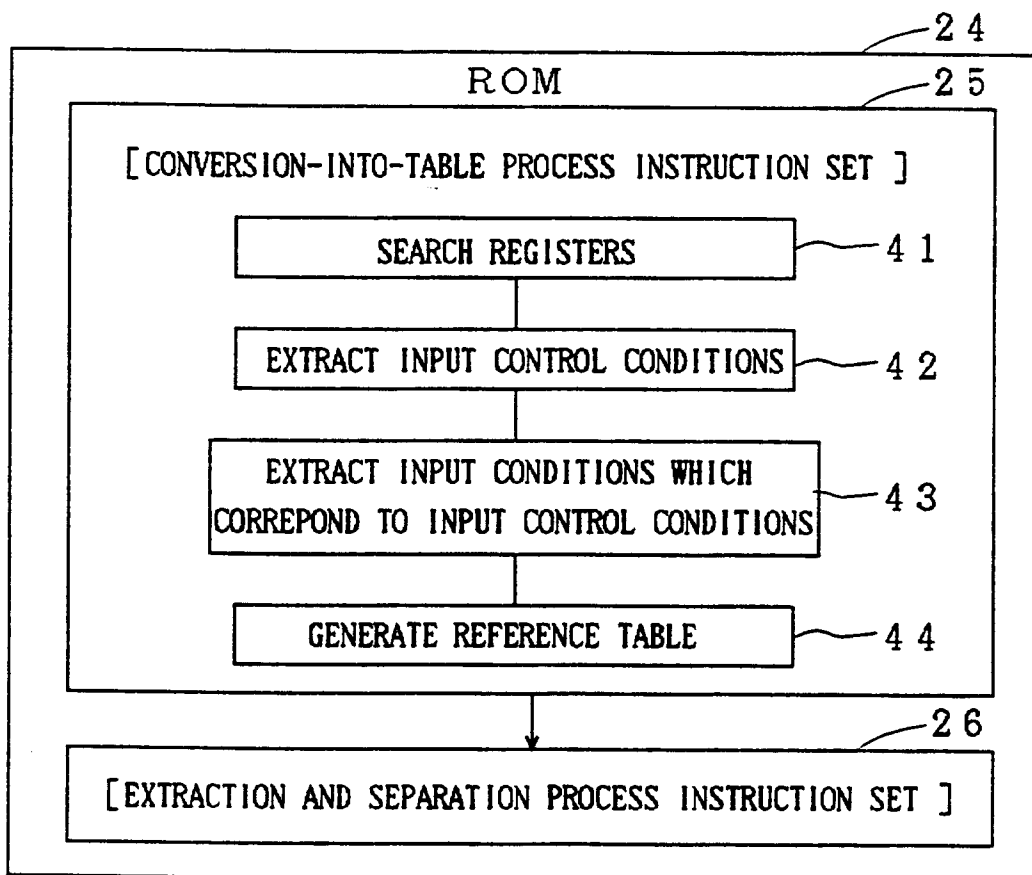 24
ROM
25
[CONVERSION-INTO-TABLE PROCESS INSTRUCTION SET ]
SEARCH REGISTERS
41
EXTRACT INPUT CONTROL CONDITIONS
42
EXTRACT INPUT CONDITIONS WHICH
CORREPOND TO INPUT CONTROL CONDITIONS
43
GENERATE REFERENCE TABLE
44
26
[EXTRACTION AND SEPARATION PROCESS INSTRUCTION SET ]